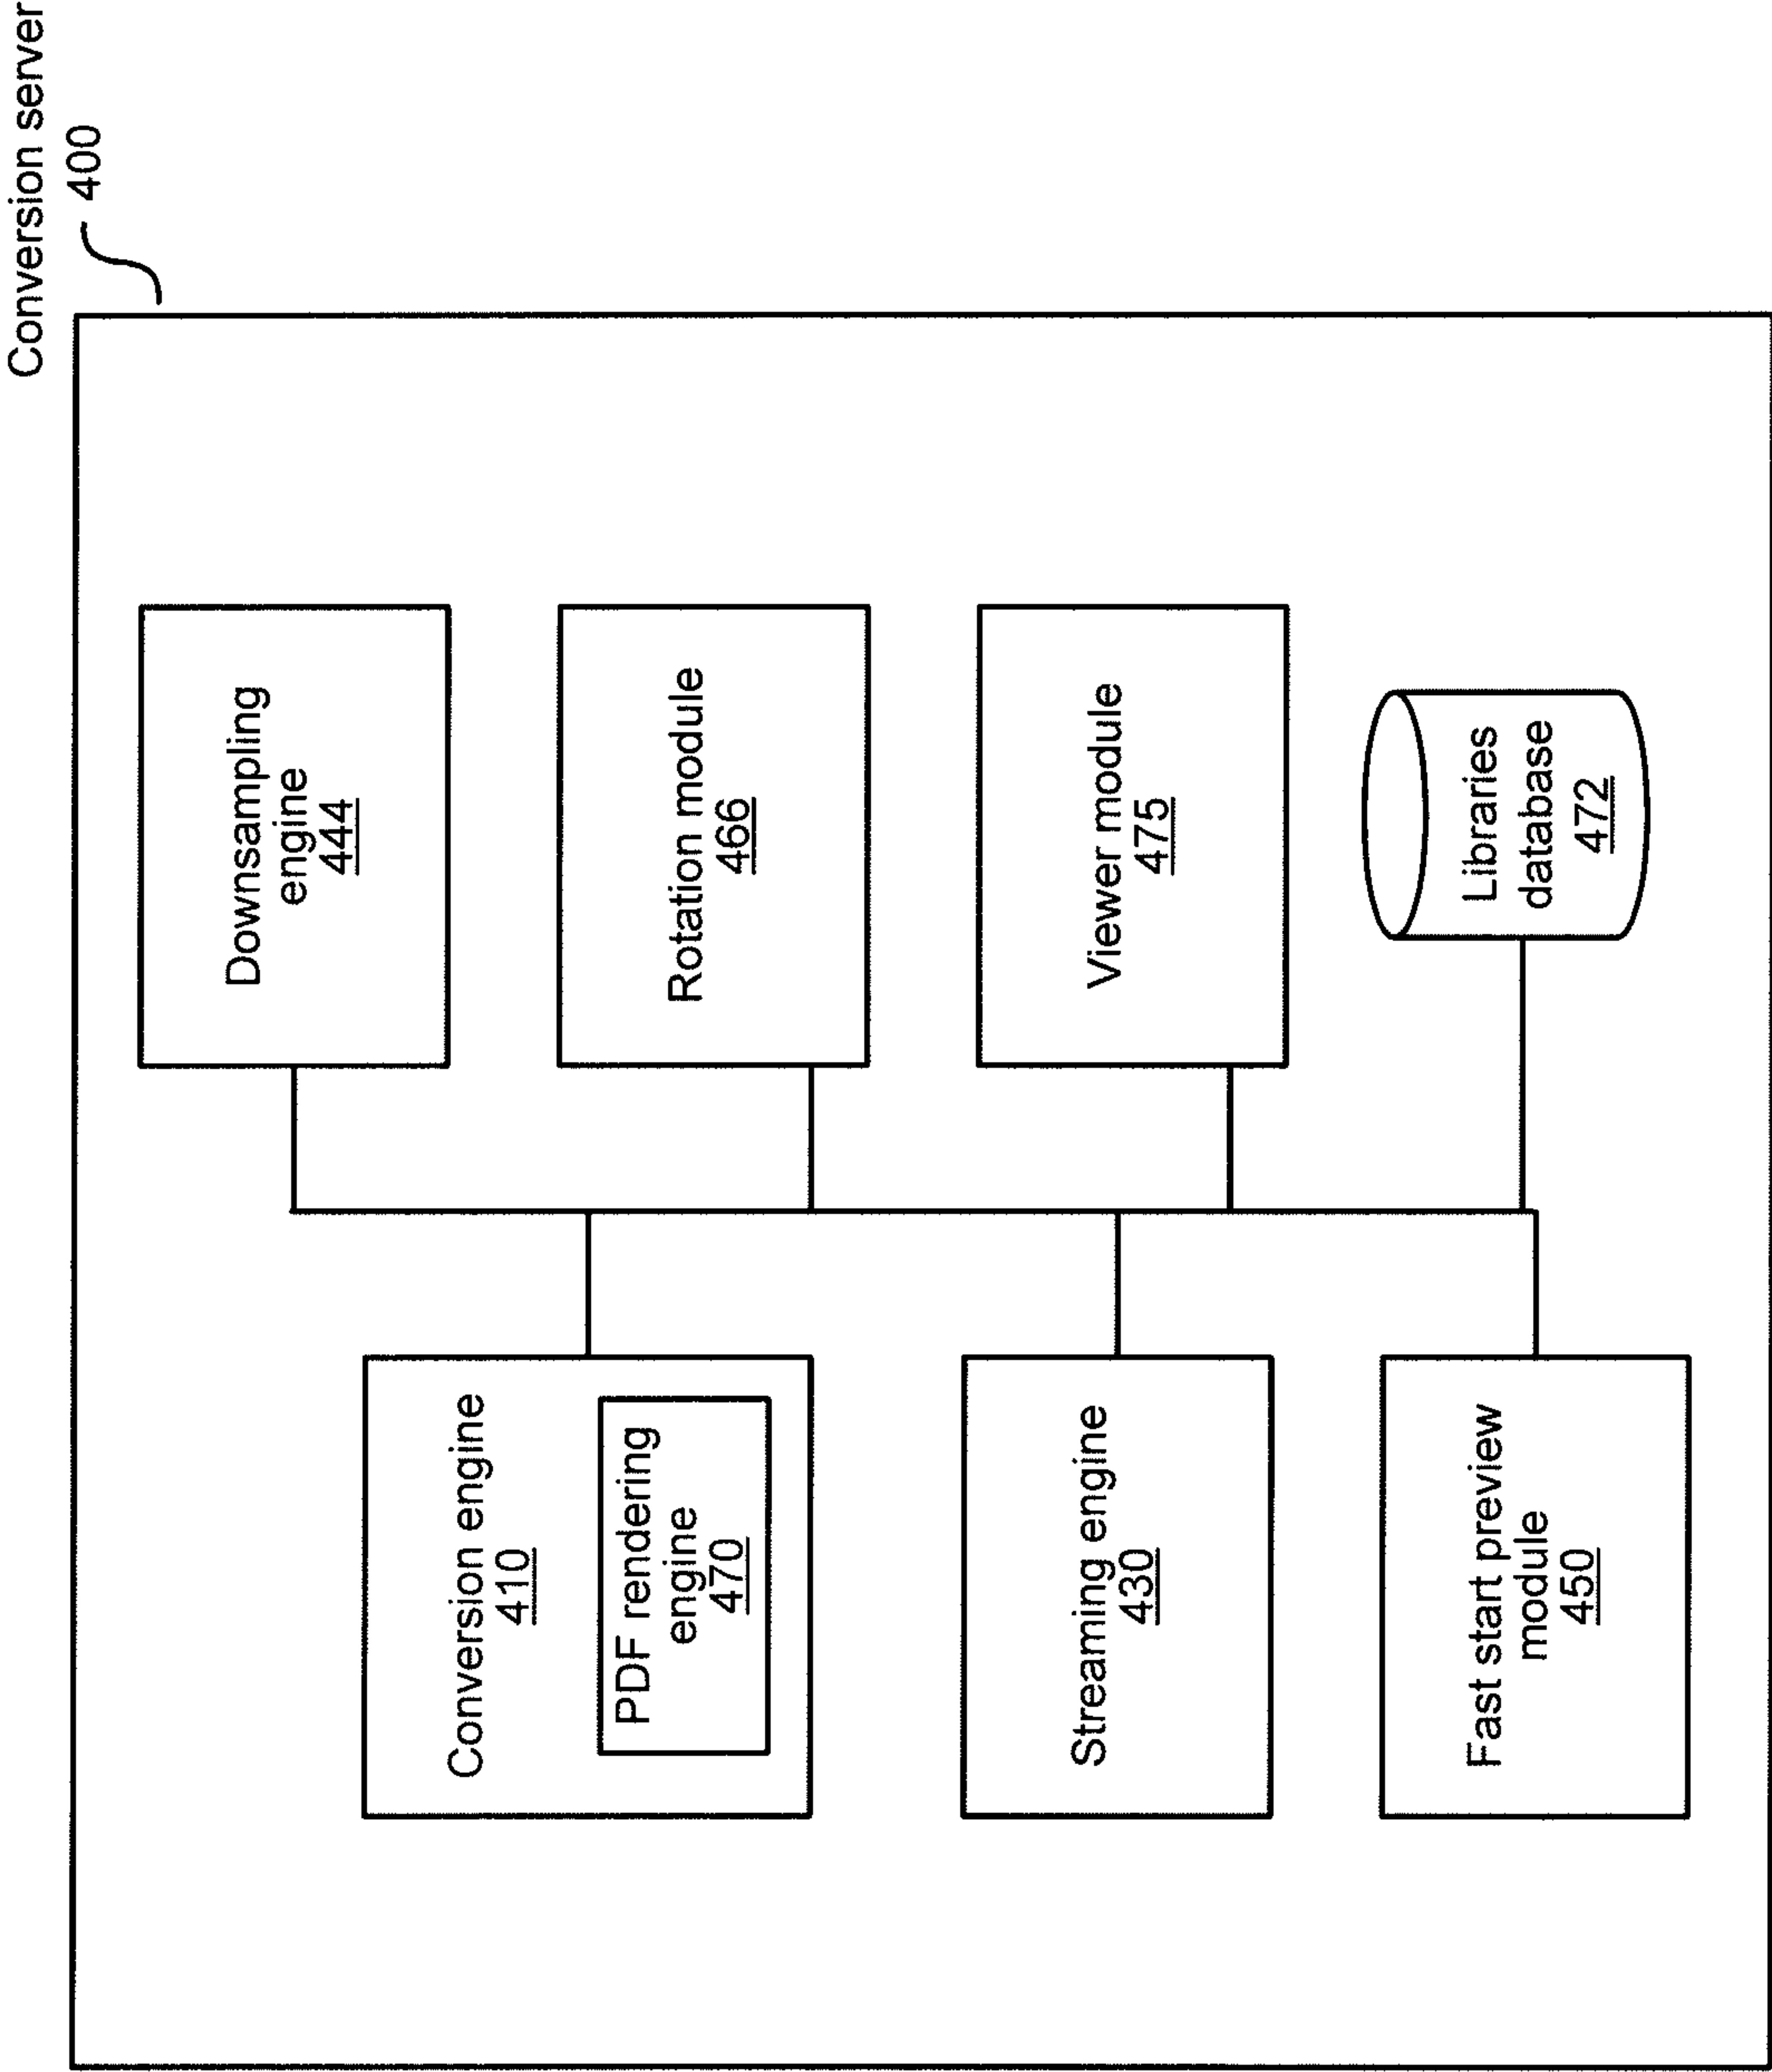 Conversion server
400
Conversion engine
410
PDF rendering
engine
470
Streaming engine
430
Fast start preview
module
450
Downsampling
engine
444
Rotation module
466
Viewer module
475
Libraries
database
472